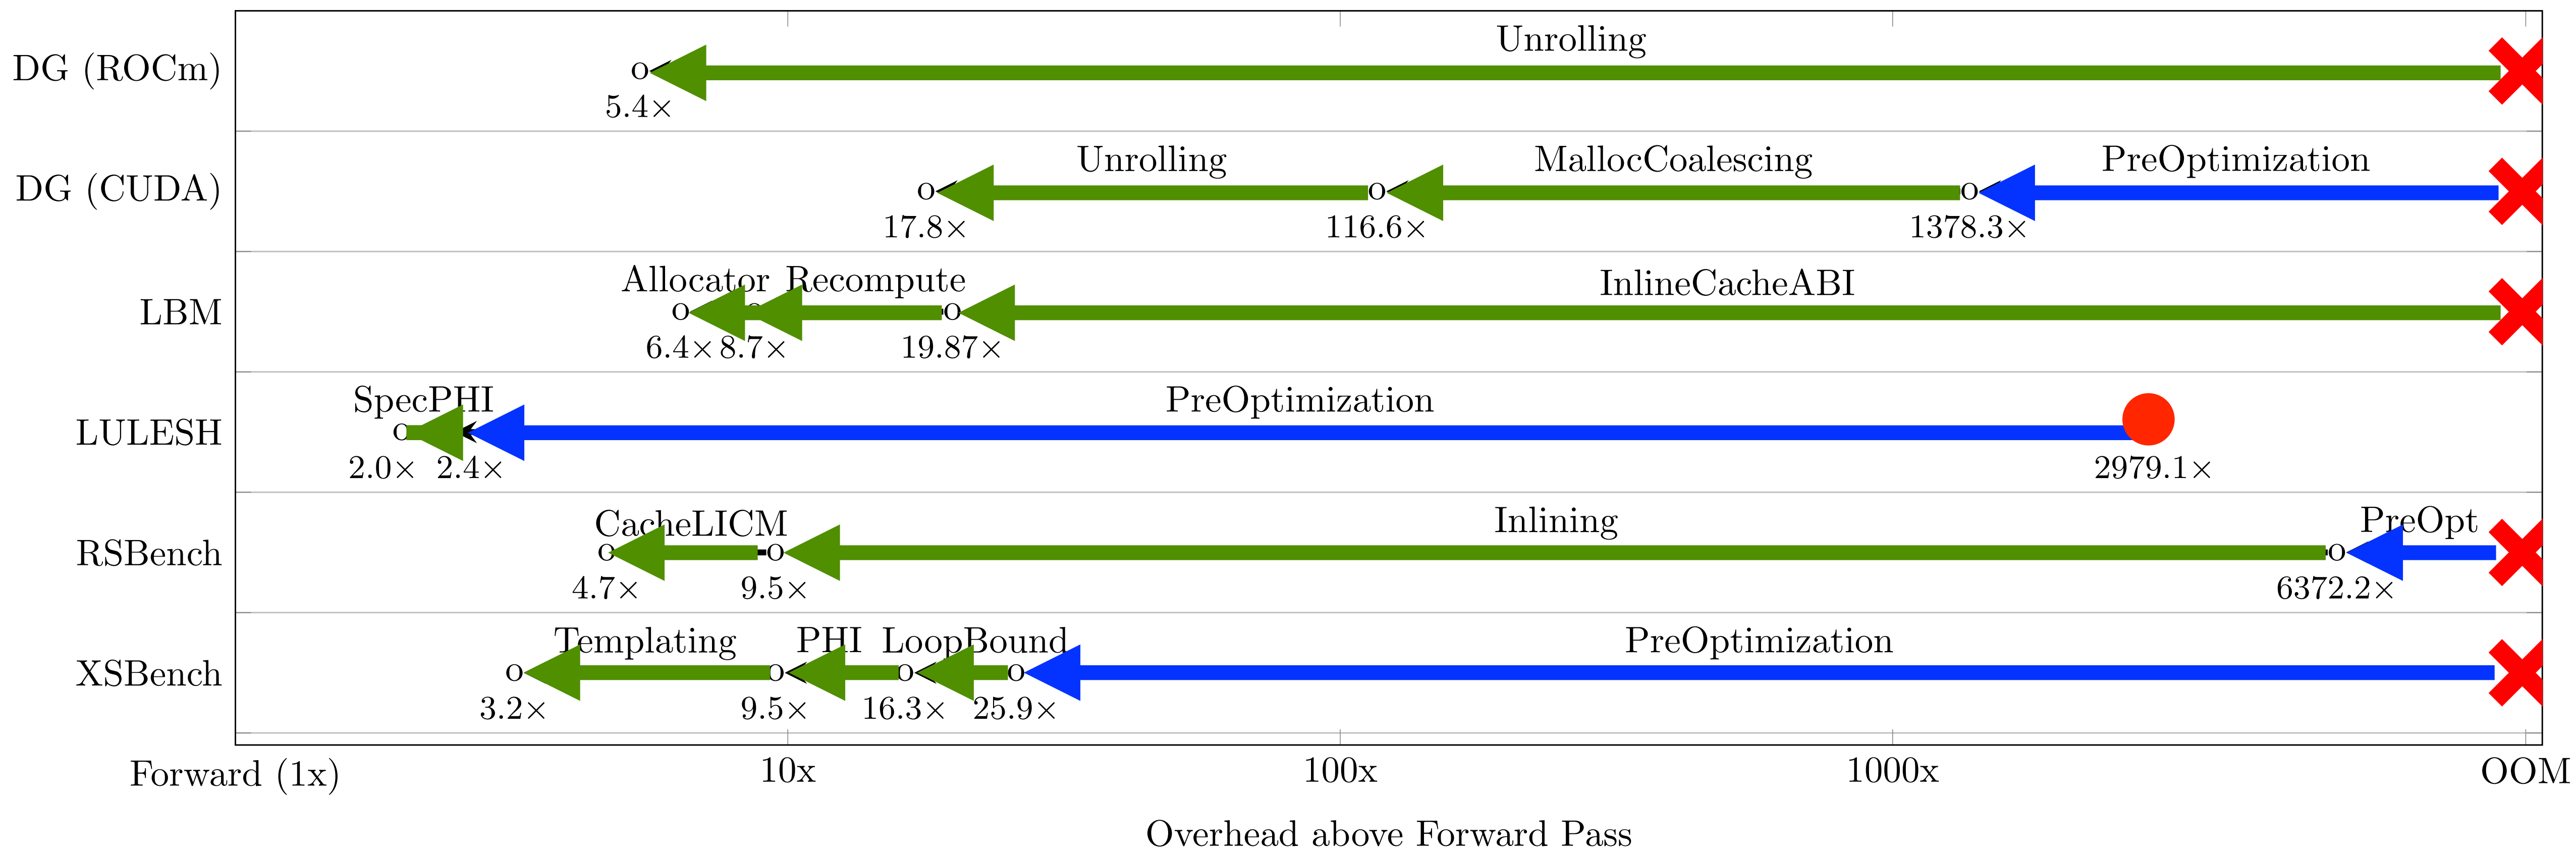 Unrolling
DG (ROCm)
5.4×
Unrolling MallocCoalescing PreOptimization
DG (CUDA)
17.8× 116.6× 1378.3×
Allocator Recompute InlineCacheABI
LBM
6.4× 8.7× 19.87×
SpecPHI PreOptimization
LULESH
2.0× 2.4× 2979.1×
CacheLICM Inlining PreOpt
RSBench
4.7× 9.5× 6372.2×
Templating PHI LoopBound PreOptimization
XSBench
3.2× 9.5× 16.3× 25.9×
Forward (1x) 10x 100x 1000x OOM
Overhead above Forward Pass